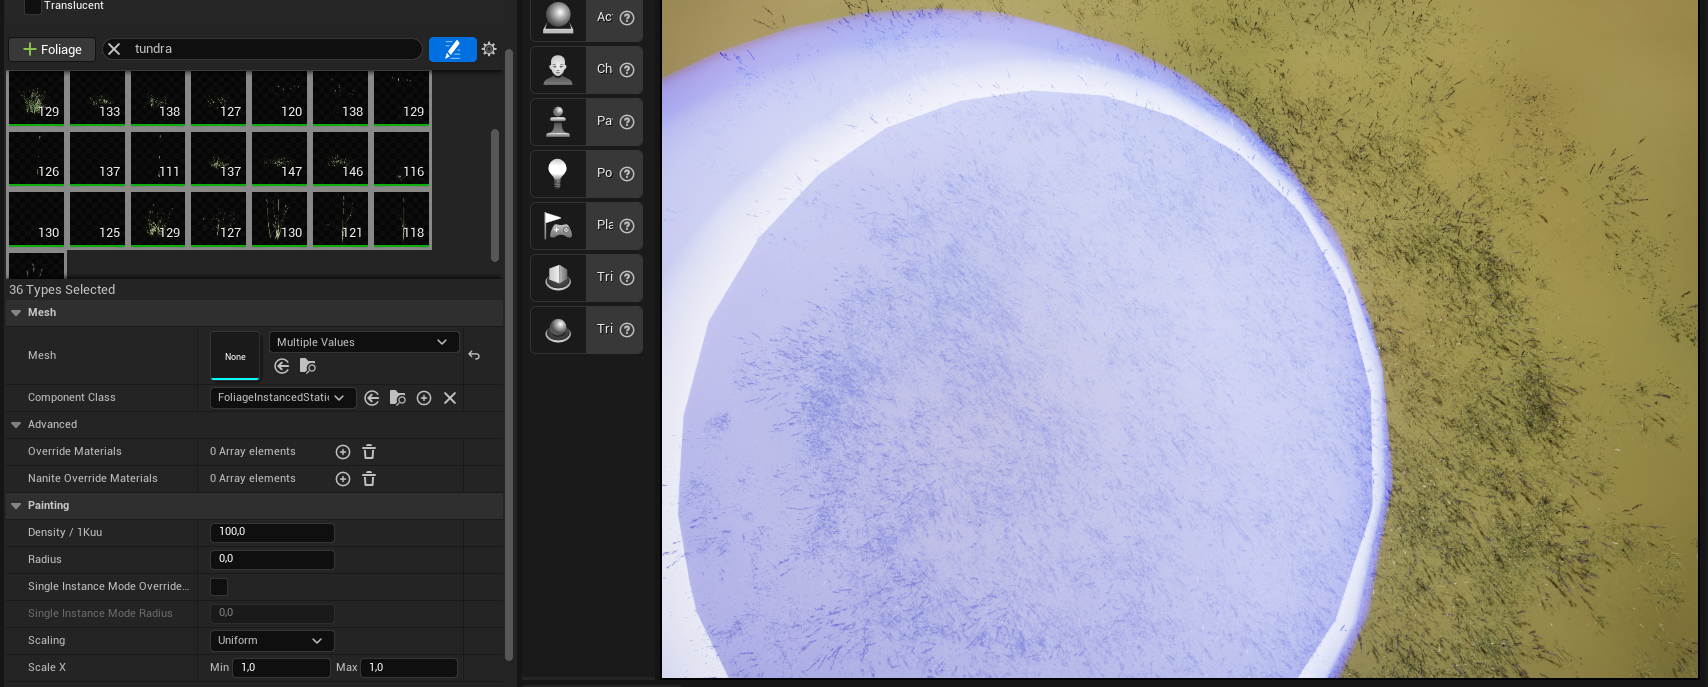 Translucent
Foliage
tundra
129 133 138 127 120 138 129
126 137 111 137 147 146 116
130 125 129 127 130 121 118
36 Types Selected
Mesh
Mesh
None
Multiple Values
Component Class
FoliageInstancedStati
Advanced
Override Materials
0 Array elements
Nanite Override Materials
0 Array elements
Painting
Density / 1Kuu
100,0
Radius
0,0
Single Instance Mode Override...
Single Instance Mode Radius
0,0
Scaling
Uniform
Scale X
Min 1,0 Max 1,0
Ac
Ch
Pa
Po
Pla
Tri
Tri